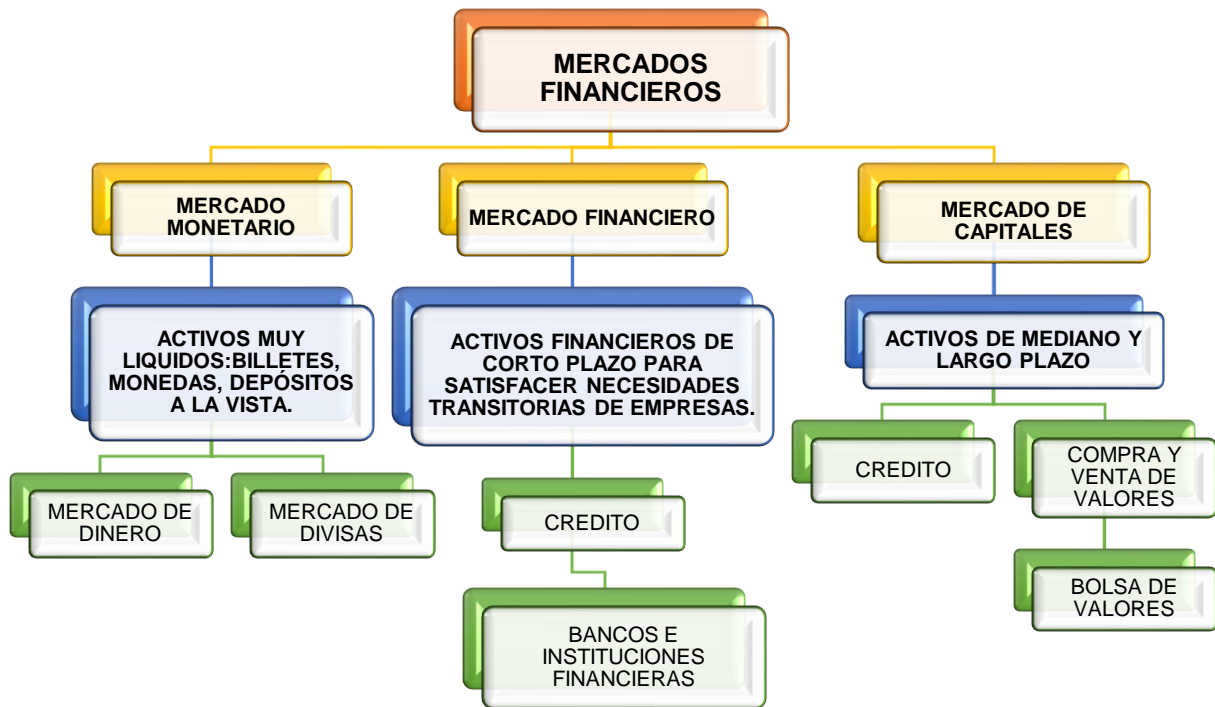 MERCADOS
FINANCIEROS
MERCADO
MONETARIO
MERCADO FINANCIERO
MERCADO DE
CAPITALES
ACTIVOS MUY
LIQUIDOS:BILLETES,
MONEDAS, DEPÓSITOS
A LA VISTA.
ACTIVOS FINANCIEROS DE
CORTO PLAZO PARA
SATISFACER NECESIDADES
TRANSITORIAS DE EMPRESAS.
ACTIVOS DE MEDIANO Y
LARGO PLAZO
MERCADO DE
DINERO
MERCADO DE
DIVISAS
CREDITO
BANCOS E
INSTITUCIONES
FINANCIERAS
CREDITO
COMPRA Y
VENTA DE
VALORES
BOLSA DE
VALORES